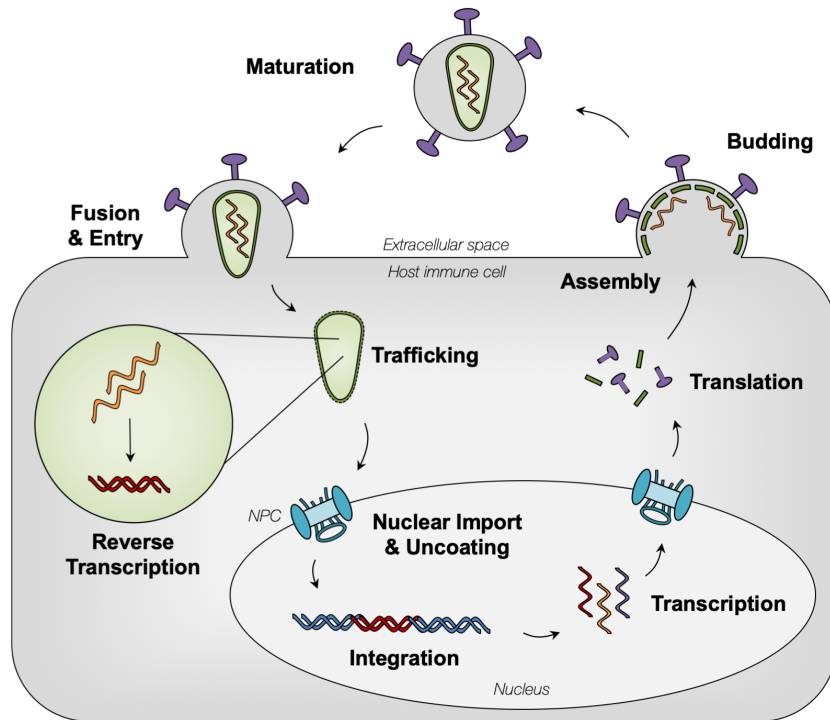 Maturation
Budding
Fusion
& Entry
Extracellular space
Host immune cell
Assembly
Trafficking
Translation
NPC
Nuclear Import
& Uncoating
Reverse
Transcription
Transcription
Integration
Nucleus